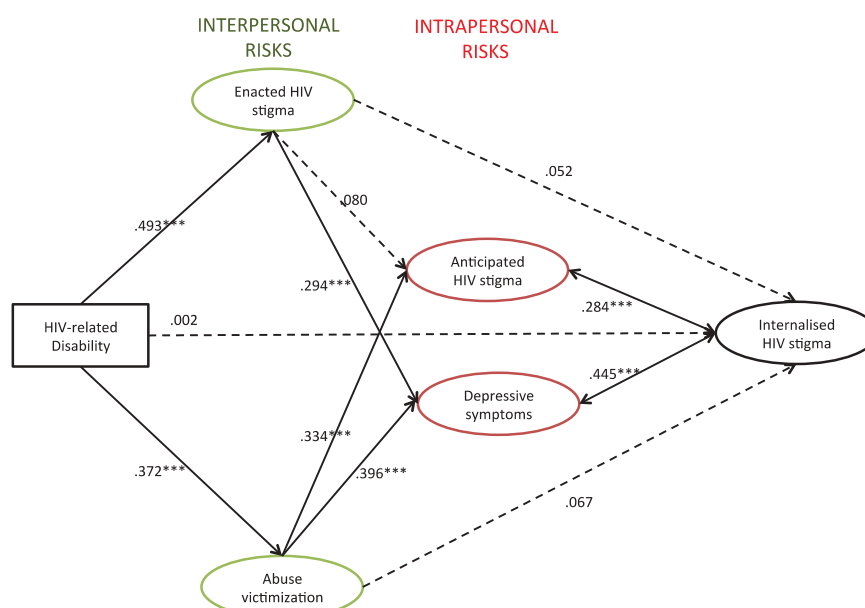 INTERPERSONAL
RISKS
INTRAPERSONAL
RISKS
Enacted HIV
stigma
.052
.080
.493***
Anticipated
HIV stigma
.294***
.284***
HIV-related
Disability
.002
Internalised
HIV stigma
.445***
Depressive
symptoms
.334***
.372***
.396***
.067
Abuse
victimization